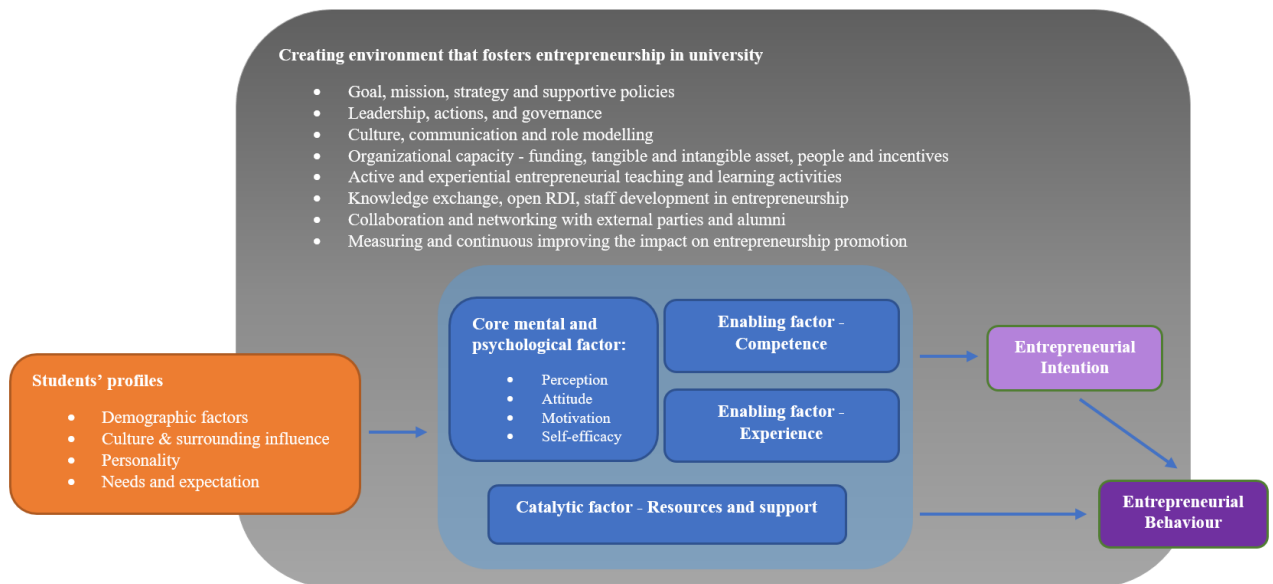 Creating environment that fosters entrepreneurship in university
• Goal, mission, strategy and supportive policies
• Leadership, actions, and governance
• Culture, communication and role modelling
• Organizational capacity - funding, tangible and intangible asset, people and incentives
• Active and experiential entrepreneurial teaching and learning activities
• Knowledge exchange, open RDI, staff development in entrepreneurship
• Collaboration and networking with external parties and alumni
• Measuring and continuous improving the impact on entrepreneurship promotion
Students’ profiles
• Demographic factors
• Culture & surrounding influence
• Personality
• Needs and expectation
Core mental and
psychological factor:
• Perception
• Attitude
• Motivation
• Self-efficacy
Enabling factor -
Competence
Enabling factor -
Experience
Catalytic factor - Resources and support
Entrepreneurial
Intention
Entrepreneurial
Behaviour